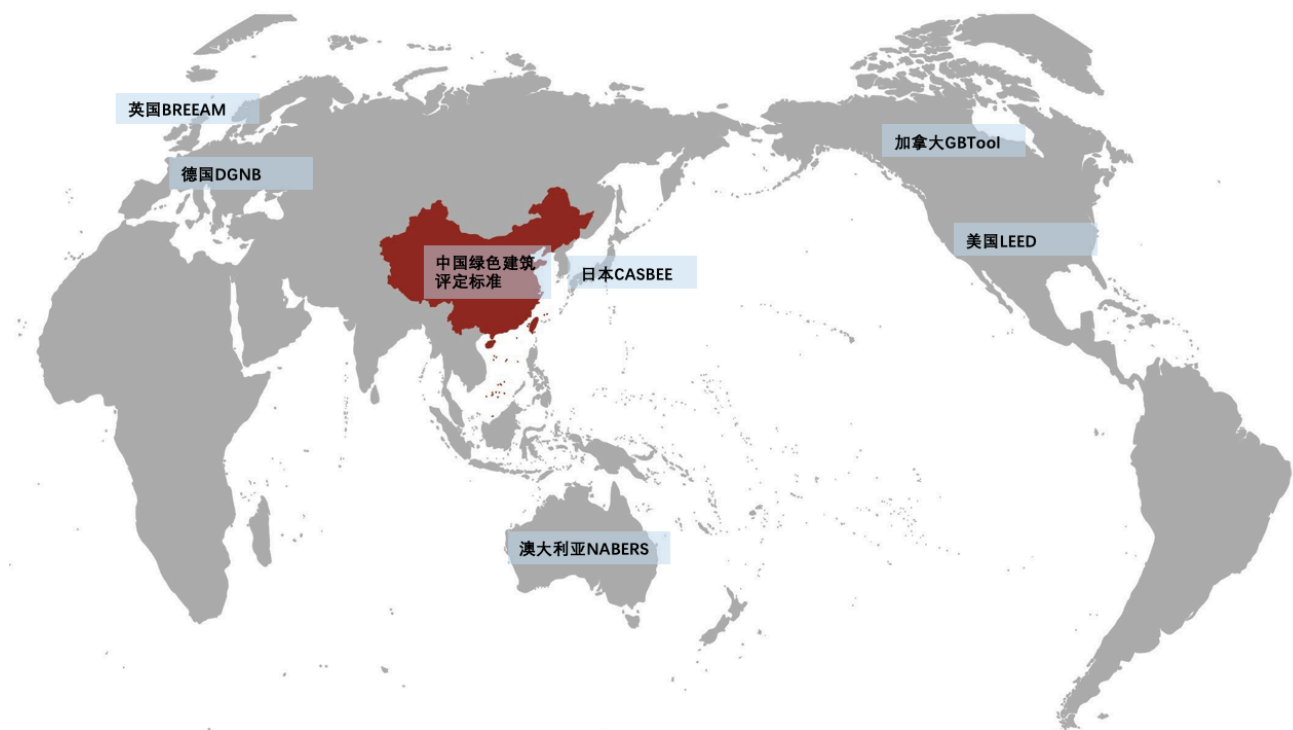 英国BREEAM
加拿大GBTool
德国DGNB
美国LEED
中国绿色建筑
评定标准
日本CASBEE
澳大利亚NABERS